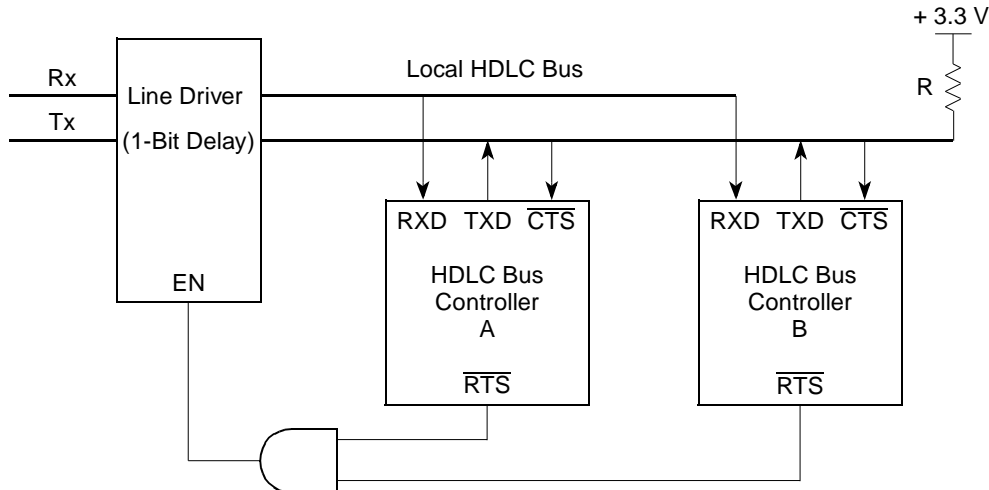 + 3.3 V
R
Local HDLC Bus
Rx
Tx
Line Driver
(1-Bit Delay)
EN
RXD TXD CTS
HDLC Bus
Controller
A
RTS
RXD TXD CTS
HDLC Bus
Controller
B
RTS